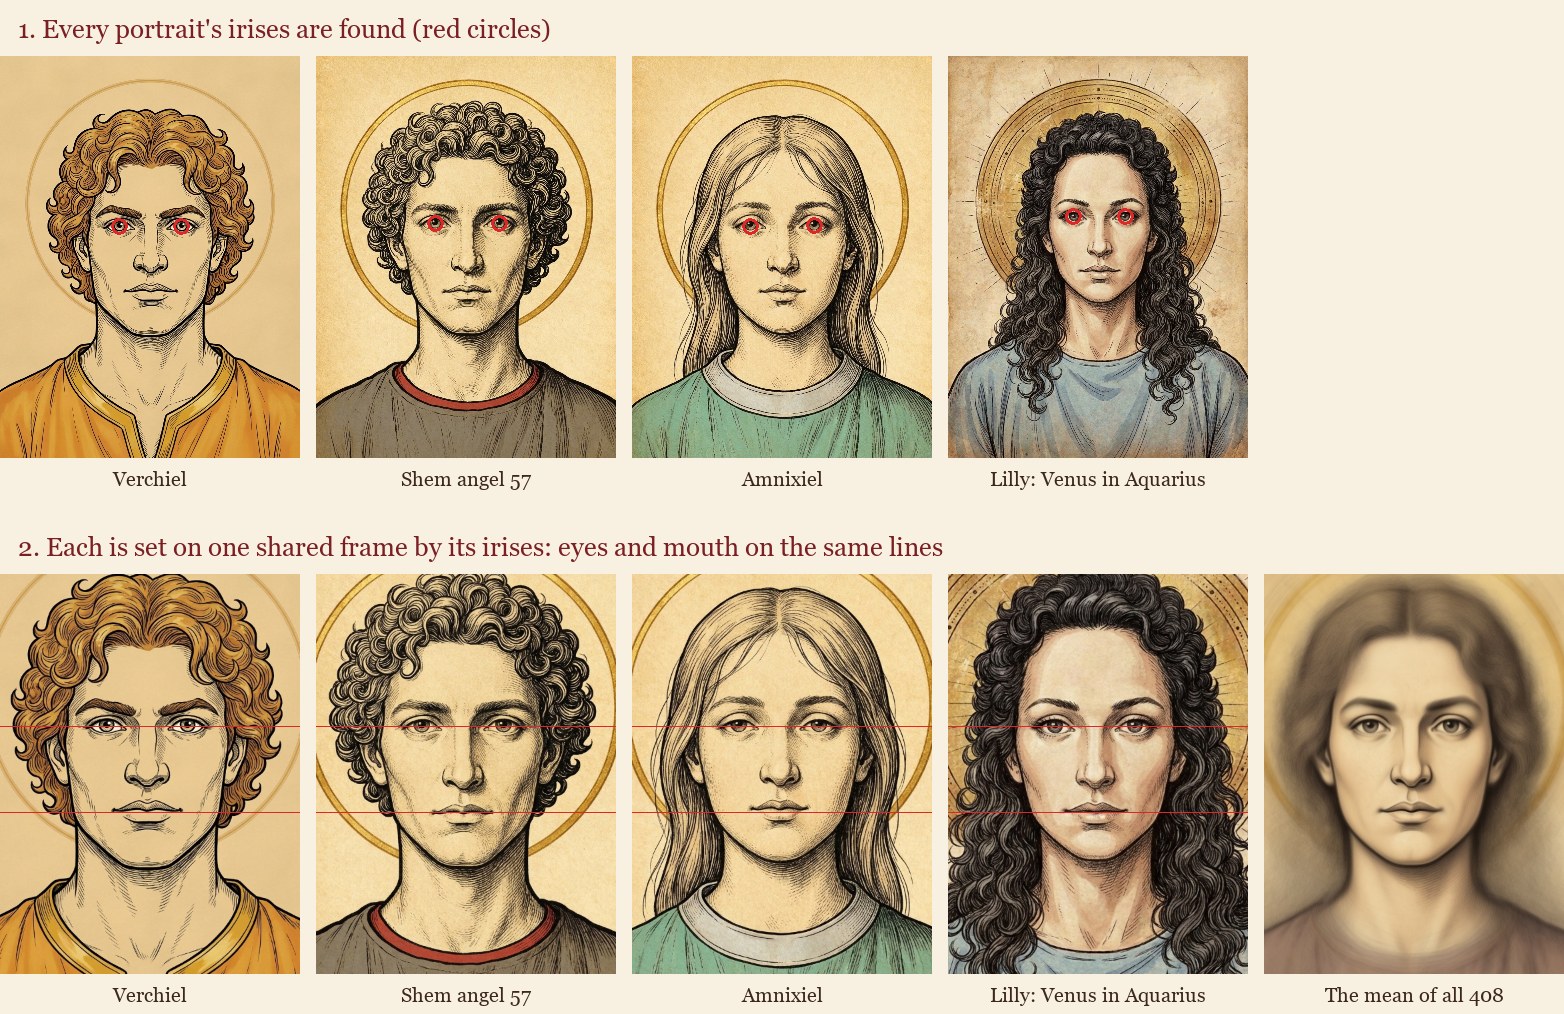 1. Every portrait's irises are found (red circles)
Verchiel
Shem angel 57
Amnixiel
Lilly: Venus in Aquarius
2. Each is set on one shared frame by its irises: eyes and mouth on the same lines
Verchiel
Shem angel 57
Amnixiel
Lilly: Venus in Aquarius
The mean of all 408